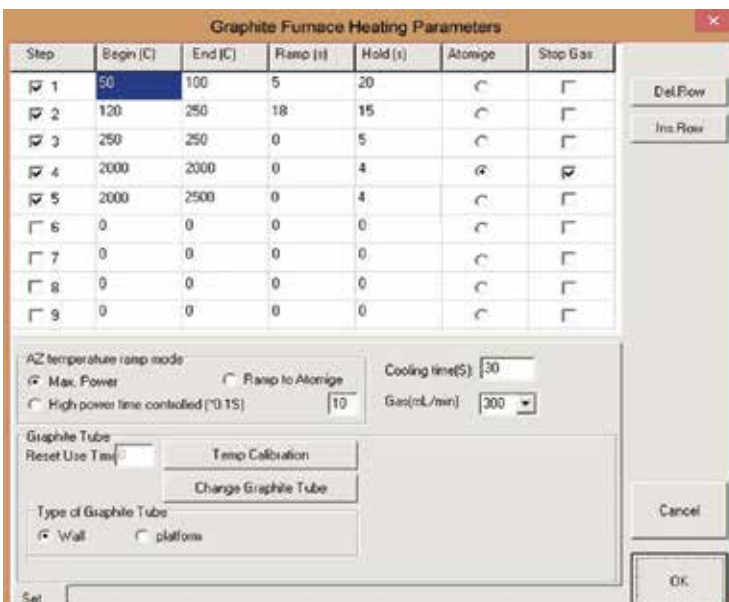 Graphite Furnace Heating Parameters
Step Begin (C) End (C) Ramp (s) Hold (s) Atomige Stop Gas
1 50 100 5 20
2 120 250 18 15
3 250 250 0 5
4 2000 2000 0 4
5 2000 2500 0 4
6 0 0 0 0
7 0 0 0 0
8 0 0 0 0
9 0 0 0 0
Del.Row
Ins.Row
AZ temperature ramp mode
Max. Power Ramp to Atomige
High power time controlled (*0.1S) 10
Cooling time(S): 30
Gas(mL/min) 300
Graphite Tube
Reset Use Time 0
Temp Calibration
Change Graphite Tube
Type of Graphite Tube
Wall platform
Cancel
OK
Set